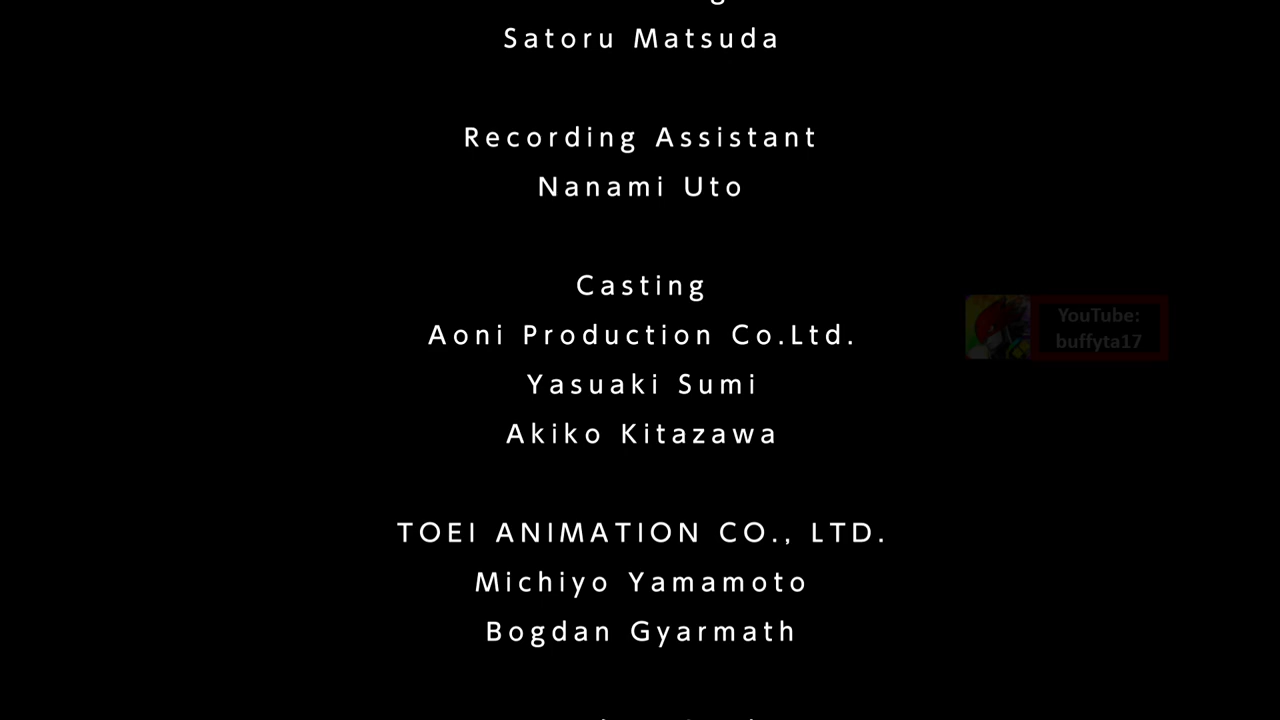 Satoru Matsuda
Recording Assistant
Nanami Uto
Casting
Aoni Production Co.Ltd.
Yasuaki Sumi
Akiko Kitazawa
TOEI ANIMATION CO., LTD.
Michiyo Yamamoto
Bogdan Gyarmath
YouTube:
buffyta17